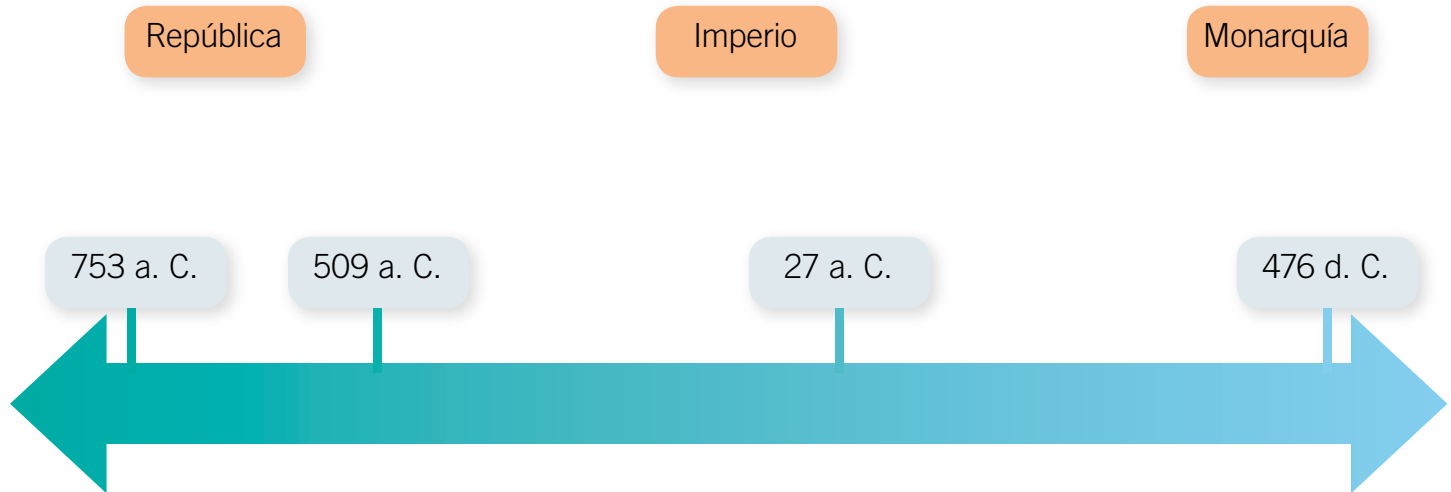 República
Imperio
Monarquía
753 a. C.
509 a. C.
27 a. C.
476 d. C.